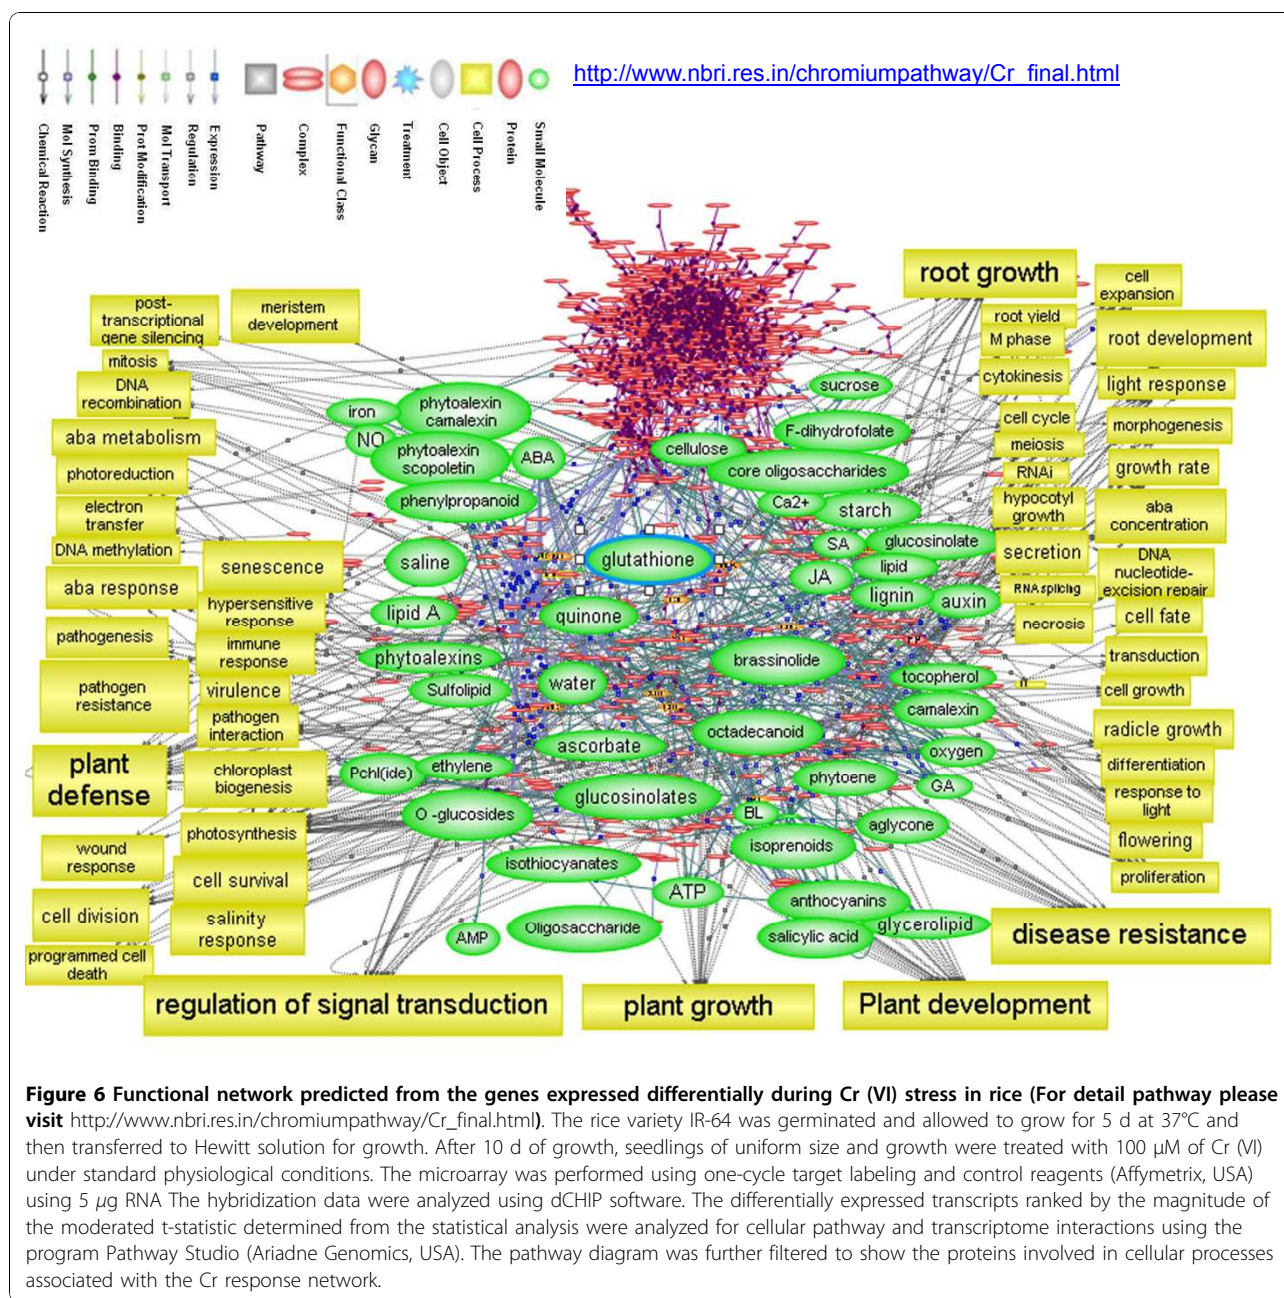 http://www.nbri.res.in/chromiumpathway/Cr_final.html
Chemical Reaction
Mol Synthesis
Prom Binding
Binding
Prot Modification
Mol Transport
Regulation
Expression
Pathway
Complex
Functional Class
Glycan
Treatment
Cell Object
Cell Process
Protein
Small Molecule
post-
transcriptional
gene silencing
meristem
development
mitosis
DNA
recombination
aba metabolism
photoreduction
electron
transfer
DNA methylation
aba response
pathogenesis
pathogen
resistance
plant
defense
wound
response
cell division
programmed cell
death
senescence
hypersensitive
response
immune
response
virulence
pathogen
interaction
chloroplast
biogenesis
photosynthesis
cell survival
salinity
response
iron
NO
phytoalexin
camalexin
phytoalexin
scopoletin
ABA
phenylpropanoid
saline
lipid A
phytoalexins
Sulfolipid
Pchl(ide)
ethylene
O -glucosides
isothiocyanates
AMP
Oligosaccharide
glutathione
quinone
water
ascorbate
glucosinolates
ATP
cellulose
sucrose
F-dihydrofolate
core oligosaccharides
Ca2+
starch
SA
glucosinolate
JA
lipid
lignin
auxin
brassinolide
tocopherol
camalexin
octadecanoid
oxygen
phytoene
GA
BL
aglycone
isoprenoids
anthocyanins
salicylic acid
glycerolipid
root growth
root yield
M phase
cytokinesis
cell cycle
meiosis
RNAi
hypocotyl
growth
secretion
RNA splicing
necrosis
cell
expansion
root development
light response
morphogenesis
growth rate
aba
concentration
DNA
nucleotide-
excision repair
cell fate
transduction
cell growth
radicle growth
differentiation
response to
light
flowering
proliferation
disease resistance
regulation of signal transduction
plant growth
Plant development
Figure 6 Functional network predicted from the genes expressed differentially during Cr (VI) stress in rice (For detail pathway please
visit http://www.nbri.res.in/chromiumpathway/Cr_final.html). The rice variety IR-64 was germinated and allowed to grow for 5 d at 37°C and
then transferred to Hewitt solution for growth. After 10 d of growth, seedlings of uniform size and growth were treated with 100 μM of Cr (VI)
under standard physiological conditions. The microarray was performed using one-cycle target labeling and control reagents (Affymetrix, USA)
using 5 μg RNA The hybridization data were analyzed using dCHIP software. The differentially expressed transcripts ranked by the magnitude of
the moderated t-statistic determined from the statistical analysis were analyzed for cellular pathway and transcriptome interactions using the
program Pathway Studio (Ariadne Genomics, USA). The pathway diagram was further filtered to show the proteins involved in cellular processes
associated with the Cr response network.